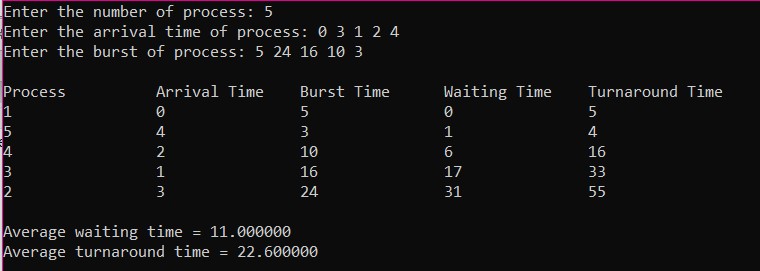 Enter the number of process: 5
Enter the arrival time of process: 0 3 1 2 4
Enter the burst of process: 5 24 16 10 3
Process Arrival Time Burst Time Waiting Time Turnaround Time
1 0 5 0 5
5 4 3 1 4
4 2 10 6 16
3 1 16 17 33
2 3 24 31 55
Average waiting time = 11.000000
Average turnaround time = 22.600000